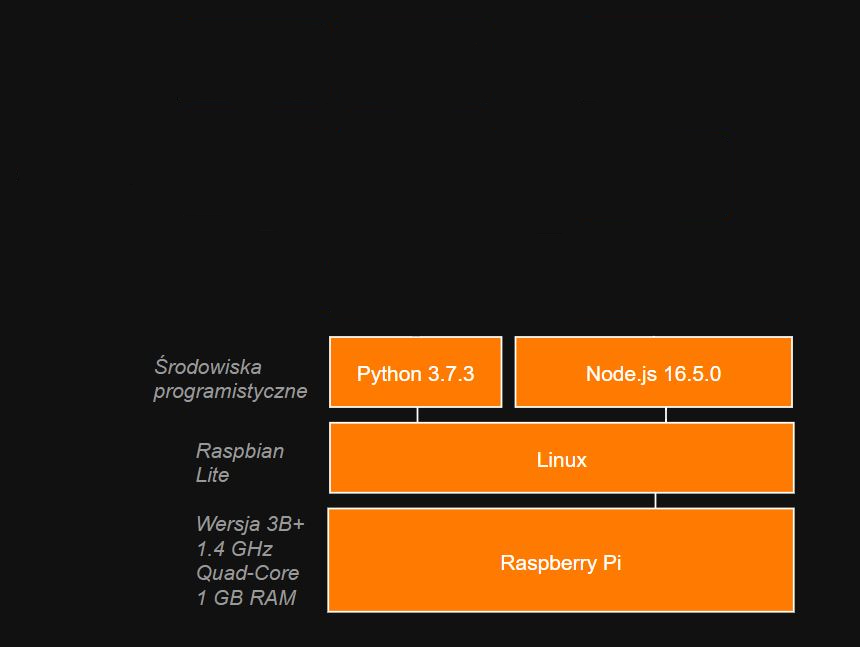 Środowiska
programistyczne
Python 3.7.3
Node.js 16.5.0
Raspbian
Lite
Linux
Wersja 3B+
1.4 GHz
Quad-Core
1 GB RAM
Raspberry Pi